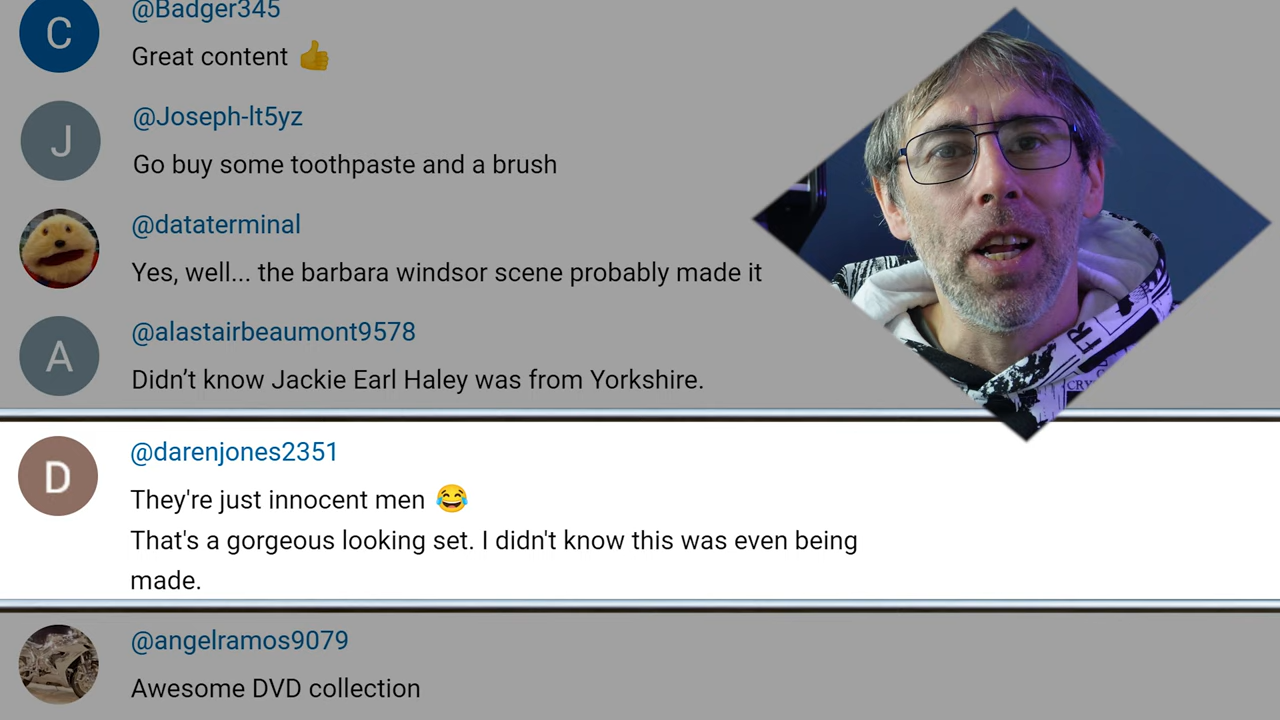 @Badger345
C
Great content 👍
@Joseph-lt5yz
J
Go buy some toothpaste and a brush
@dataterminal
Yes, well... the barbara windsor scene probably made it
@alastairbeaumont9578
A
Didn’t know Jackie Earl Haley was from Yorkshire.
@darenjones2351
D
They're just innocent men 😂
That's a gorgeous looking set. I didn't know this was even being
made.
@angelramos9079
Awesome DVD collection
CRY